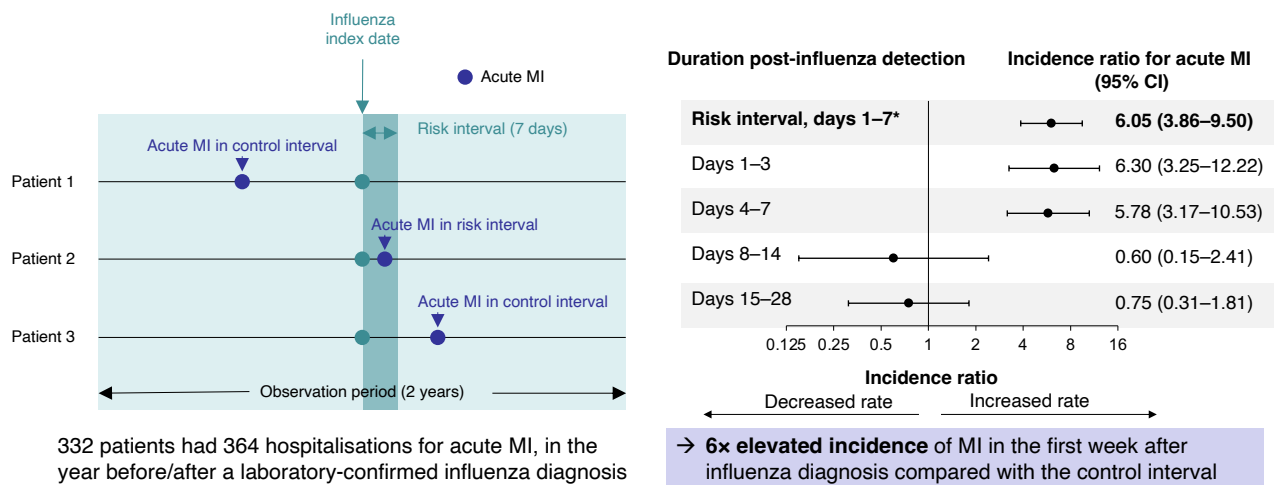 Influenza
index date
Acute MI
Risk interval (7 days)
Acute MI in control interval
Patient 1
Acute MI in risk interval
Patient 2
Acute MI in control interval
Patient 3
Observation period (2 years)
332 patients had 364 hospitalisations for acute MI, in the
year before/after a laboratory-confirmed influenza diagnosis
Duration post-influenza detection
Incidence ratio for acute MI
(95% CI)
Risk interval, days 1–7* 6.05 (3.86–9.50)
Days 1–3 6.30 (3.25–12.22)
Days 4–7 5.78 (3.17–10.53)
Days 8–14 0.60 (0.15–2.41)
Days 15–28 0.75 (0.31–1.81)
0.125 0.25 0.5 1 2 4 8 16
Incidence ratio
Decreased rate Increased rate
→ 6× elevated incidence of MI in the first week after
influenza diagnosis compared with the control interval